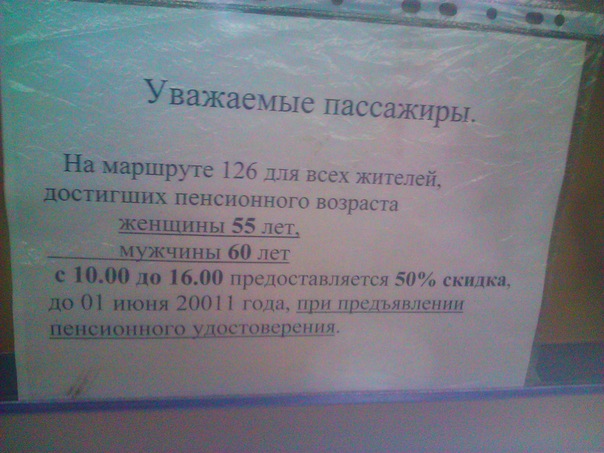 Уважаемые пассажиры.
На маршруте 126 для всех жителей,
достигших пенсионного возраста
женщины 55 лет,
мужчины 60 лет
с 10.00 до 16.00 предоставляется 50% скидка,
до 01 июня 20011 года, при предъявлении
пенсионного удостоверения.